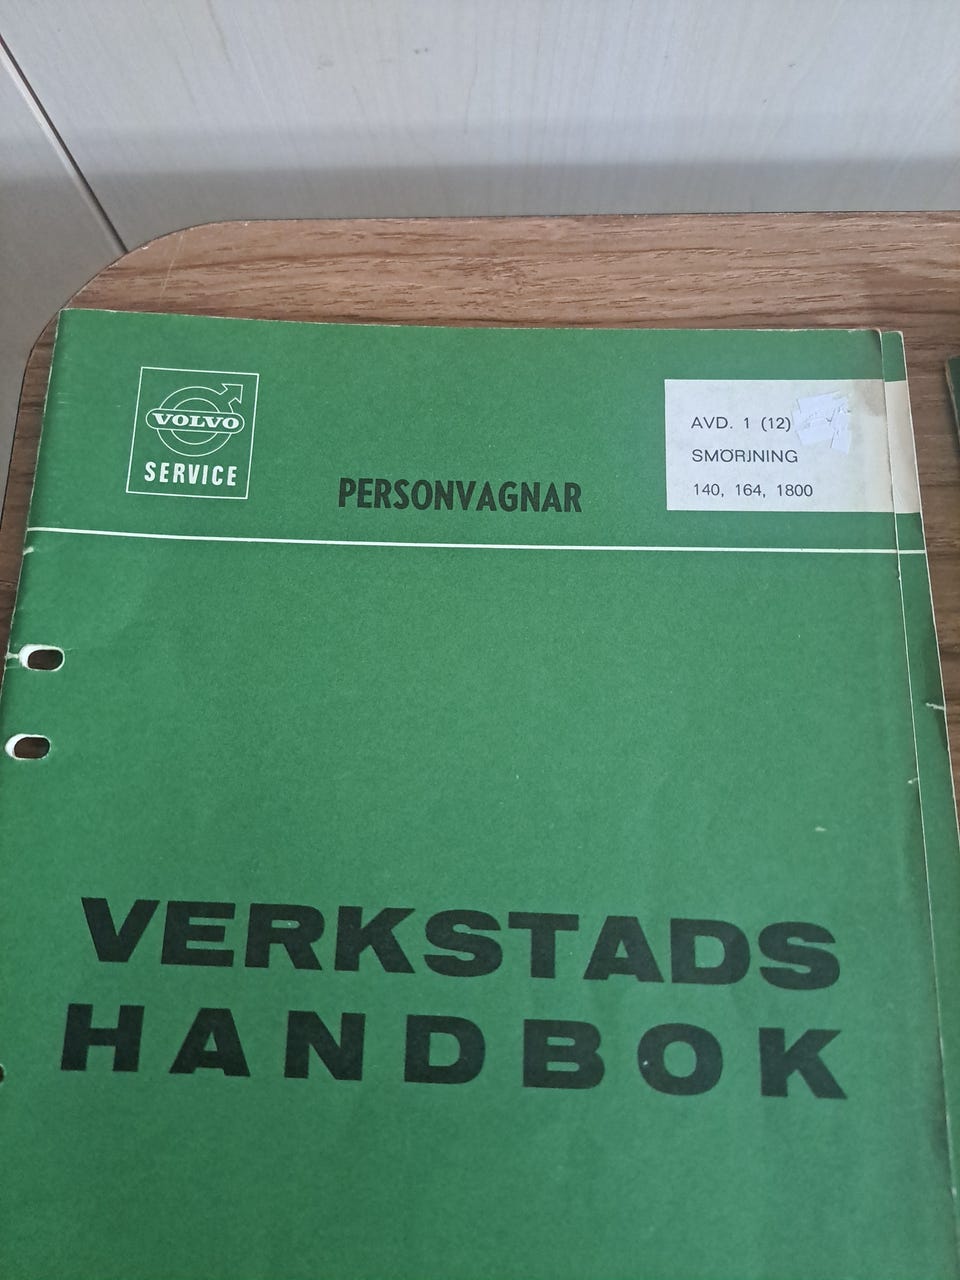 VOLVO
SERVICE
PERSONVAGNAR
AVD. 1 (12)
SMÖRJNING
140, 164, 1800
VERKSTADS
HANDBOK